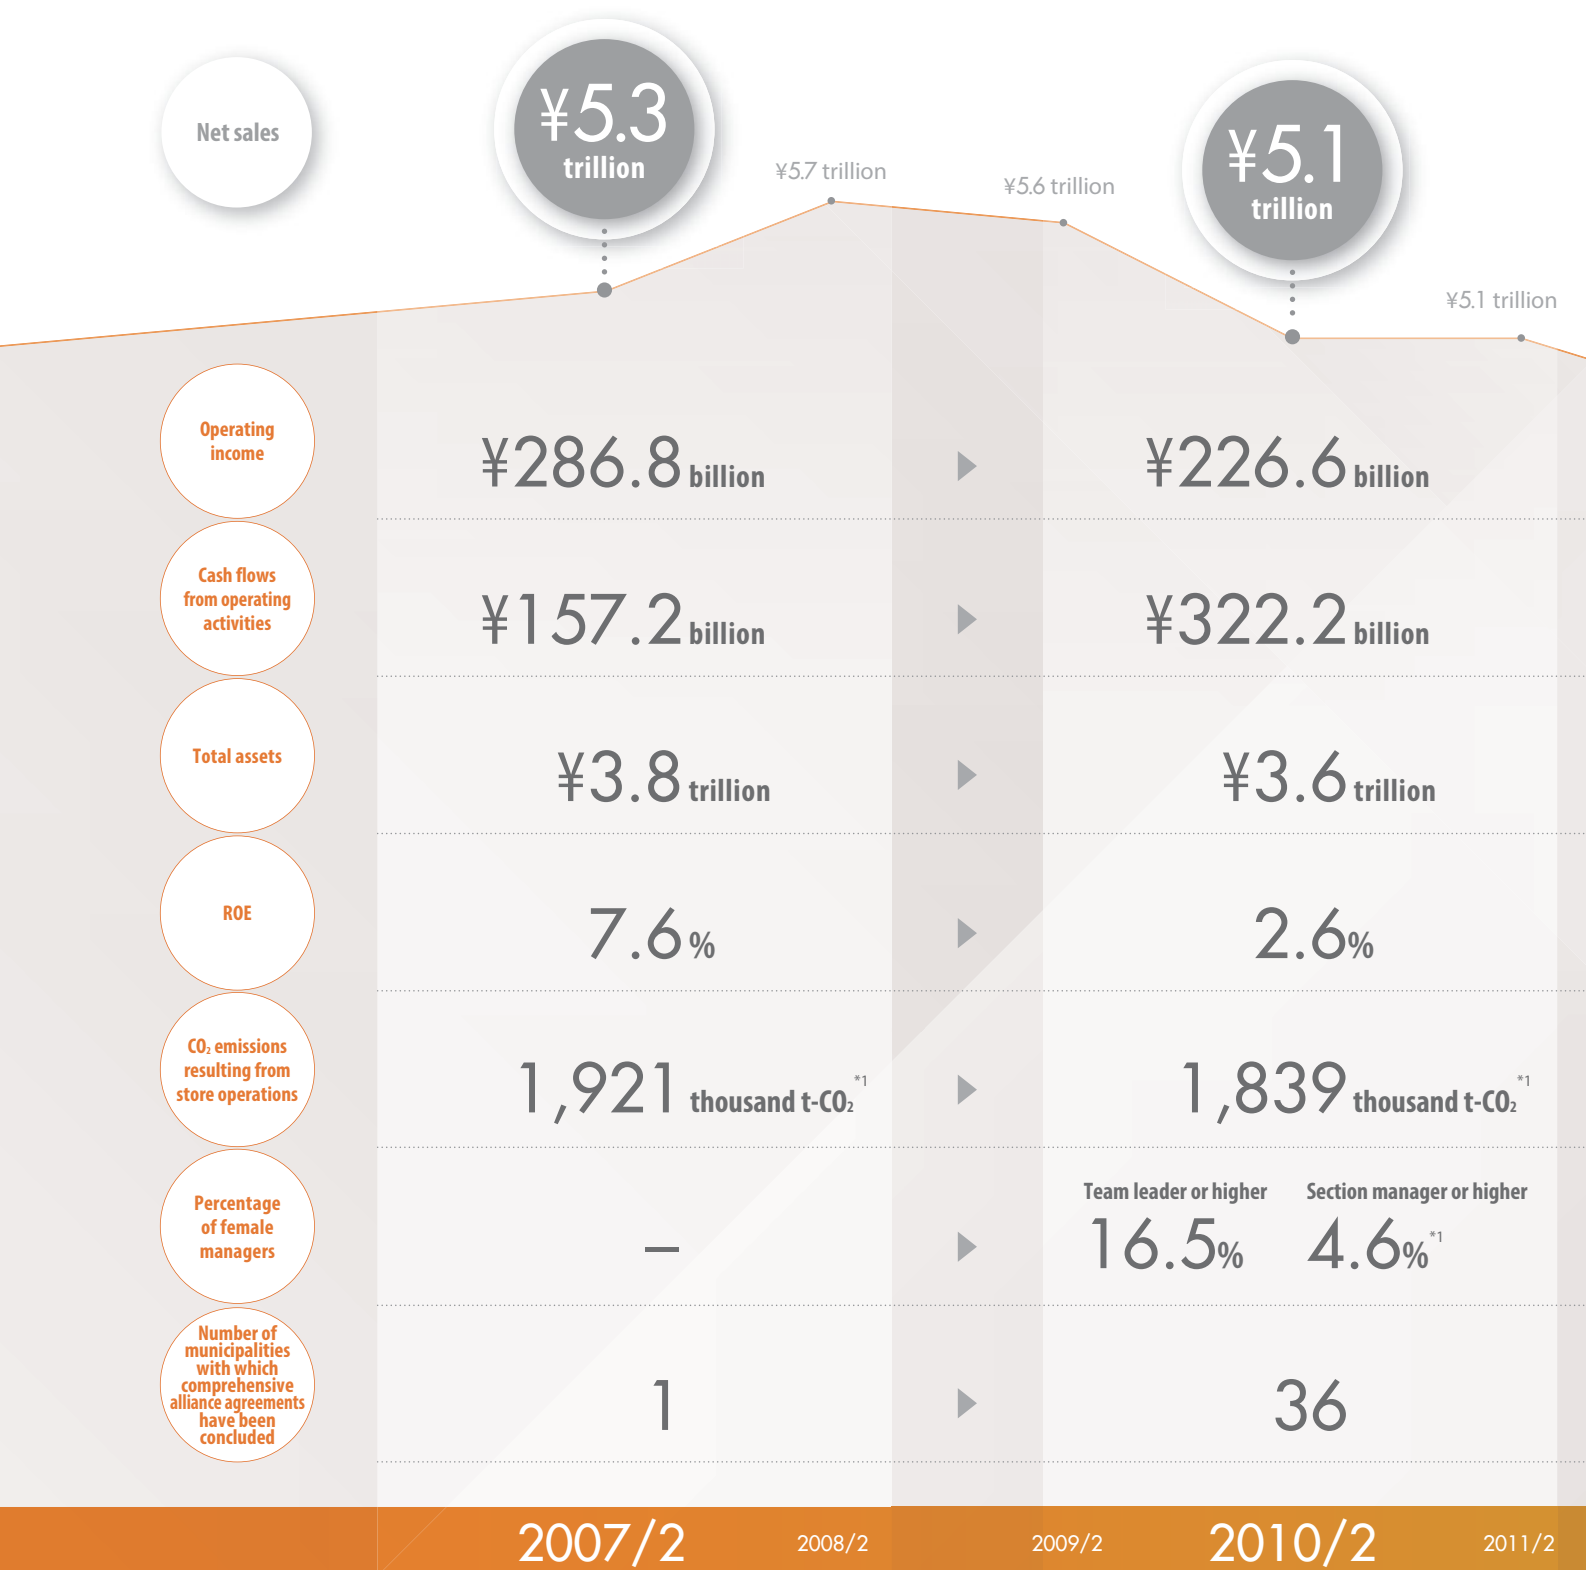 Net sales
¥5.3
trillion
¥5.7 trillion
¥5.6 trillion
¥5.1
trillion
¥5.1 trillion
Operating
income
¥286.8 billion
¥226.6 billion
Cash flows
from operating
activities
¥157.2 billion
¥322.2 billion
Total assets
¥3.8 trillion
¥3.6 trillion
ROE
7.6 %
2.6%
CO₂ emissions
resulting from
store operations
1,921 thousand t-CO₂*1
1,839 thousand t-CO₂*1
Percentage
of female
managers
–
Team leader or higher
16.5%
Section manager or higher
4.6%*1
Number of
municipalities
with which
comprehensive
alliance agreements
have been
concluded
1
36
2007/2
2008/2
2009/2
2010/2
2011/2